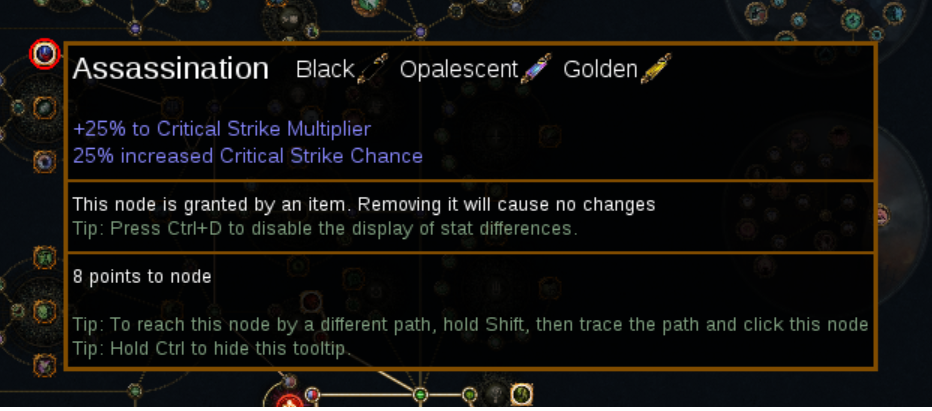 Assassination Black Opalescent Golden
+25% to Critical Strike Multiplier
25% increased Critical Strike Chance
This node is granted by an item. Removing it will cause no changes
Tip: Press Ctrl+D to disable the display of stat differences.
8 points to node
Tip: To reach this node by a different path, hold Shift, then trace the path and click this node
Tip: Hold Ctrl to hide this tooltip.